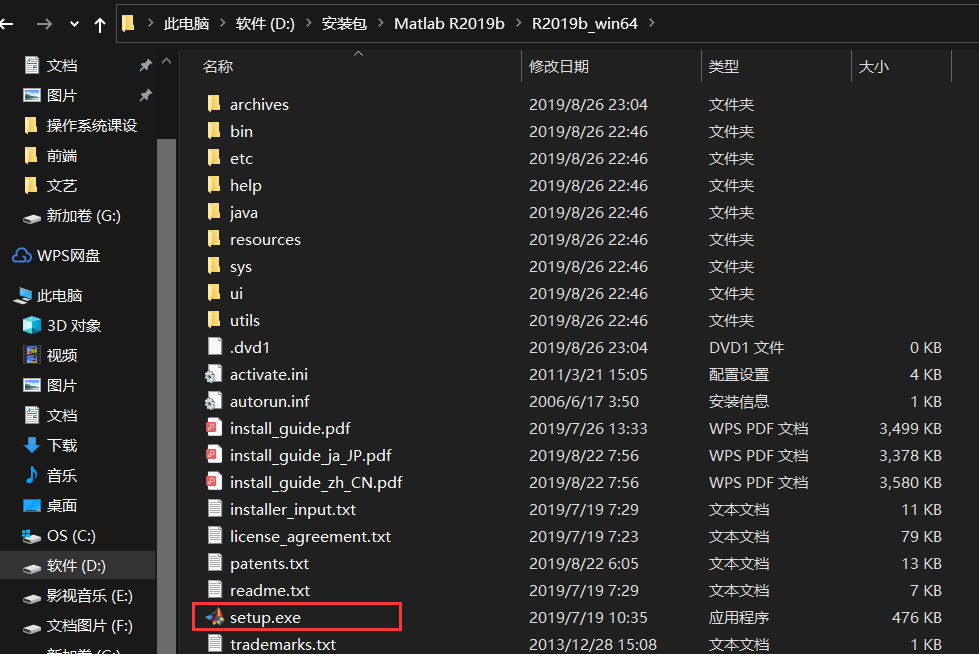 此电脑 软件 (D:) 安装包 Matlab R2019b R2019b_win64
文档
图片
操作系统课设
前端
文艺
新加卷 (G:)
WPS网盘
此电脑
3D 对象
视频
图片
文档
下载
音乐
桌面
OS (C:)
软件 (D:)
影视音乐 (E:)
文档图片 (F:)
新加卷 (G:)
名称 修改日期 类型 大小
archives 2019/8/26 23:04 文件夹
bin 2019/8/26 22:46 文件夹
etc 2019/8/26 22:46 文件夹
help 2019/8/26 22:46 文件夹
java 2019/8/26 22:46 文件夹
resources 2019/8/26 22:46 文件夹
sys 2019/8/26 22:46 文件夹
ui 2019/8/26 22:46 文件夹
utils 2019/8/26 22:46 文件夹
.dvd1 2019/8/26 23:04 DVD1 文件 0 KB
activate.ini 2011/3/21 15:05 配置设置 4 KB
autorun.inf 2006/6/17 3:50 安装信息 1 KB
install_guide.pdf 2019/7/26 13:33 WPS PDF 文档 3,499 KB
install_guide_ja_JP.pdf 2019/8/22 7:56 WPS PDF 文档 3,378 KB
install_guide_zh_CN.pdf 2019/8/22 7:56 WPS PDF 文档 3,580 KB
installer_input.txt 2019/7/19 7:29 文本文档 11 KB
license_agreement.txt 2019/7/19 7:23 文本文档 79 KB
patents.txt 2019/8/22 6:05 文本文档 13 KB
readme.txt 2019/7/19 7:29 文本文档 7 KB
setup.exe 2019/7/19 10:35 应用程序 476 KB
trademarks.txt 2013/12/28 15:08 文本文档 1 KB